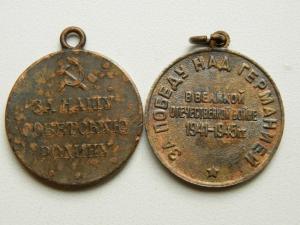 ЗА НАШУ
СОВЕТСКУЮ
РОДИНУ
ЗА ПОБЕДУ НАД ГЕРМАНИЕЙ
В ВЕЛИКОЙ
ОТЕЧЕСТВЕННОЙ ВОЙНЕ
1941-1945гг